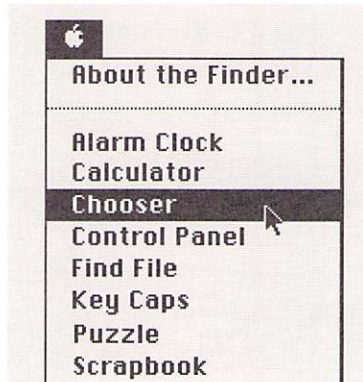 About the Finder...
Alarm Clock
Calculator
Chooser
Control Panel
Find File
Key Caps
Puzzle
Scrapbook